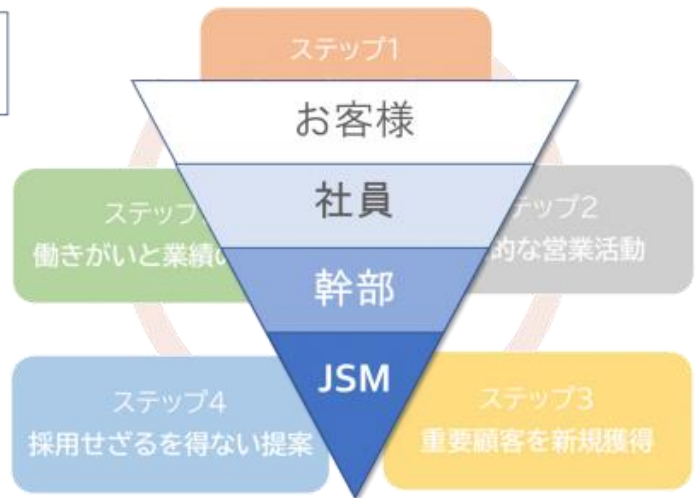 ステップ1
お客様
社員
幹部
JSM
テップ2
的な営業活動
ステップ3
重要顧客を新規獲得
ステップ4
採用せざるを得ない提案
ステップ
働きがいと業績の